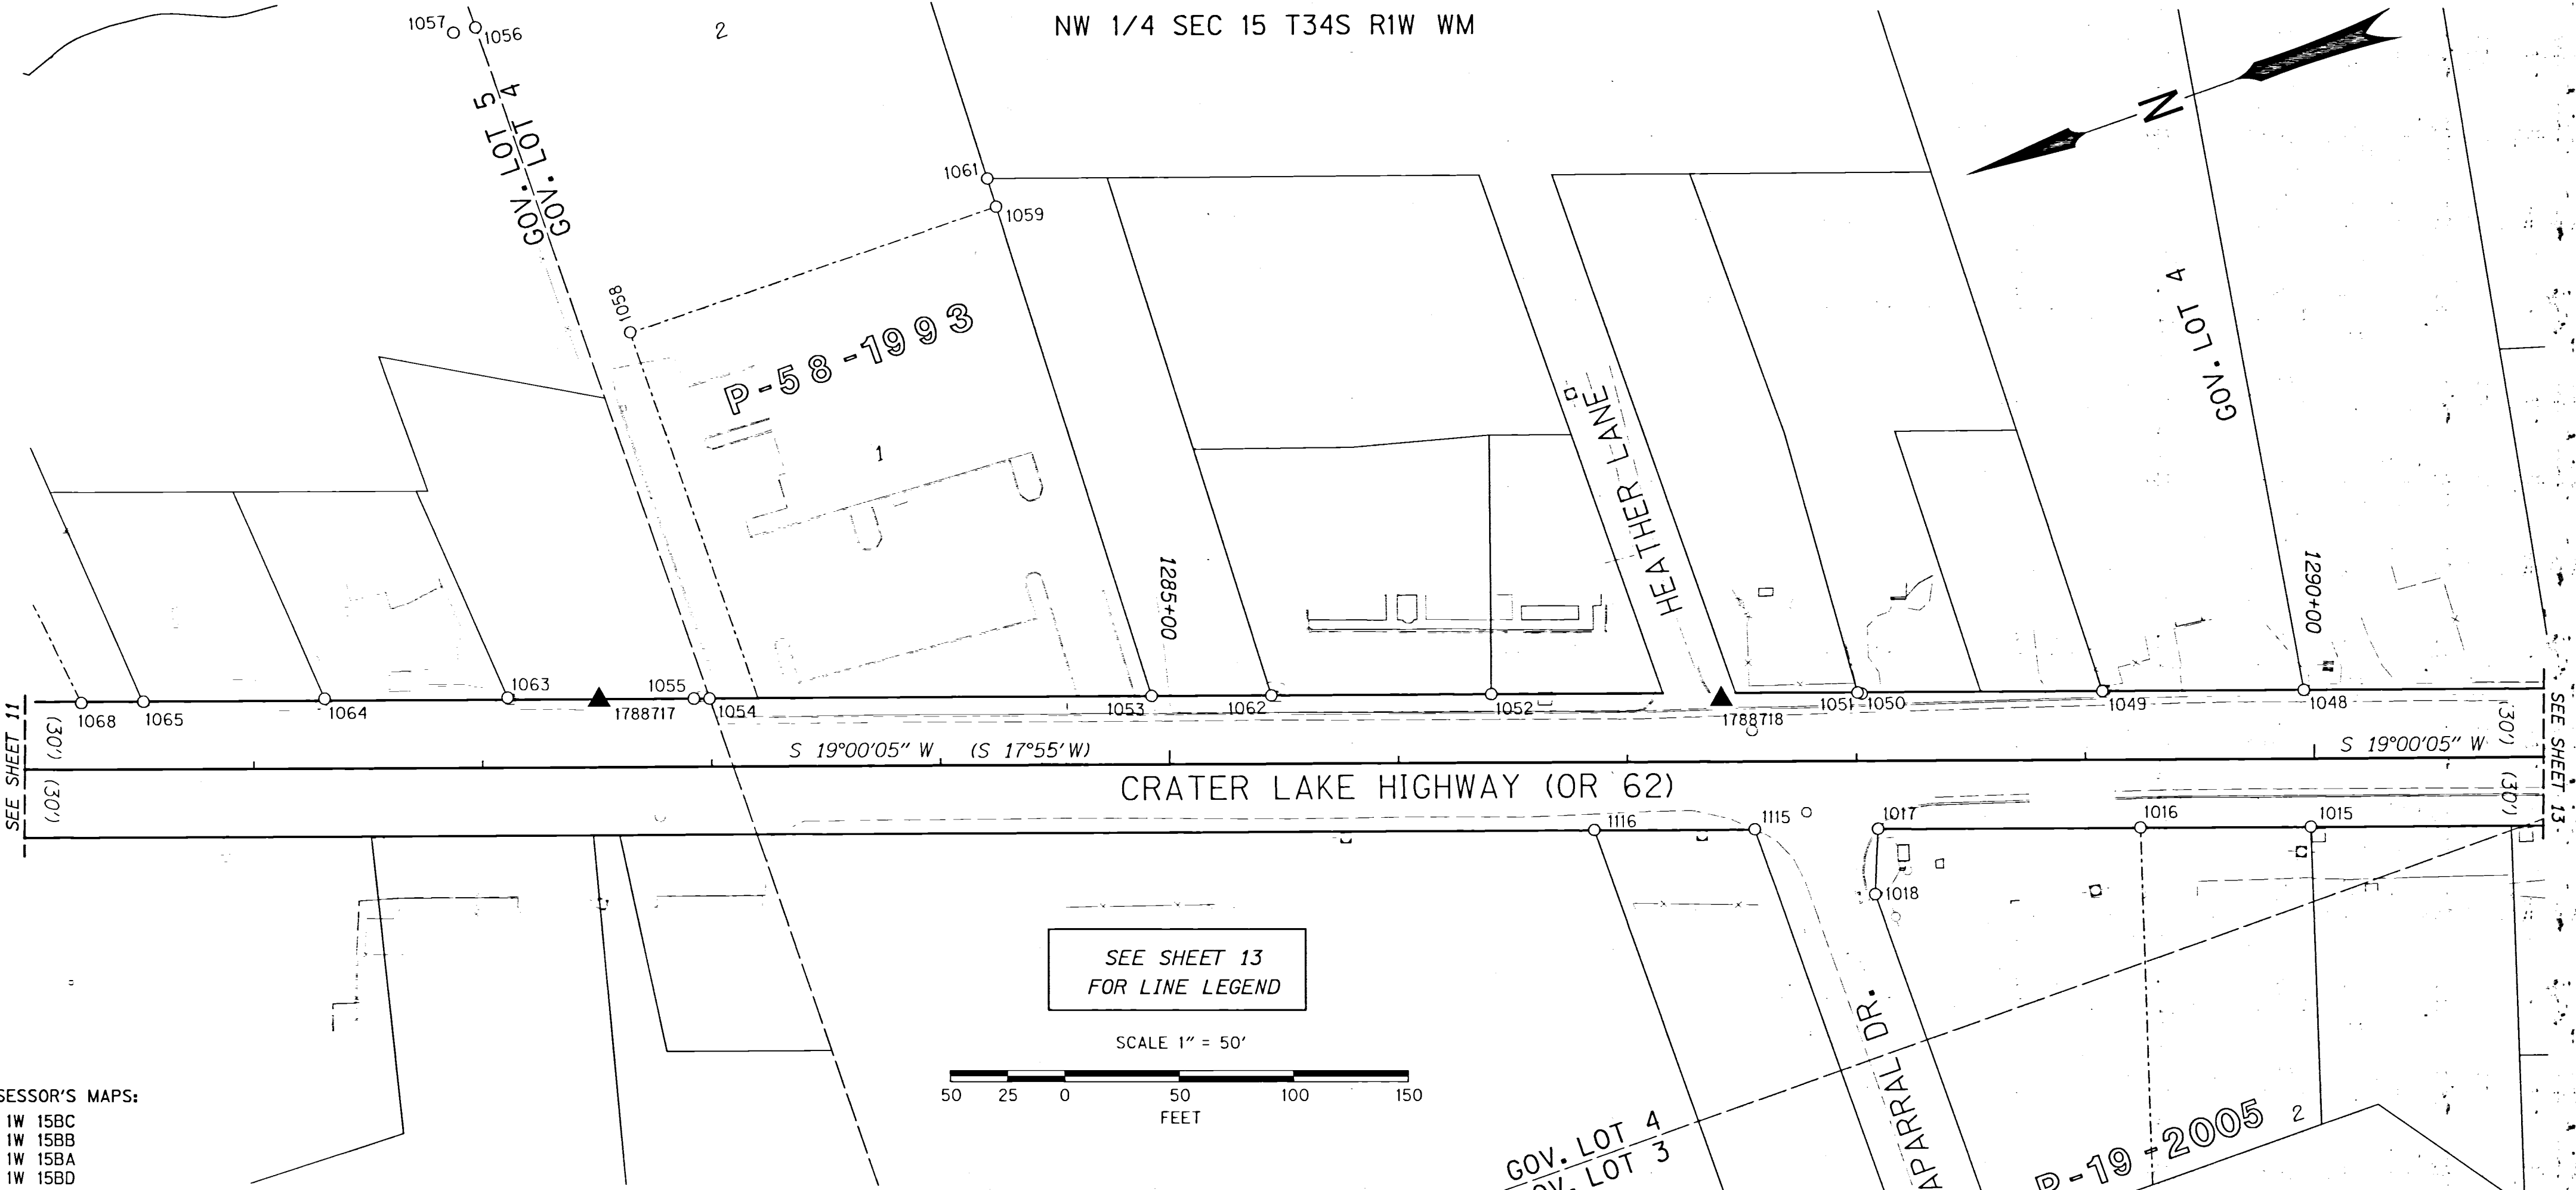 NW 1/4 SEC 15 T34S R1W WM
1057
1056
2
GOV. LOT 5
GOV. LOT 4
N
1061
1059
1058
P-58-1993
1
GOV. LOT 4
HEATHER LANE
1285+00
1290+00
SEE SHEET 11
1068
1065
1064
1063
1788717
1055
1054
1053
1062
1052
1788718
1051
1050
1049
1048
SEE SHEET 13
(30')
S 19°00'05" W (S 17°55' W)
S 19°00'05" W
(30')
(30')
CRATER LAKE HIGHWAY (OR 62)
(30')
1116
1115
1017
1016
1015
1018
SEE SHEET 13
FOR LINE LEGEND
SCALE 1" = 50'
50 25 0 50 100 150
FEET
SESSOR'S MAPS:
1W 15BC
1W 15BB
1W 15BA
1W 15BD
GOV. LOT 4
OV. LOT 3
APARRAL DR.
P-19-2005
2